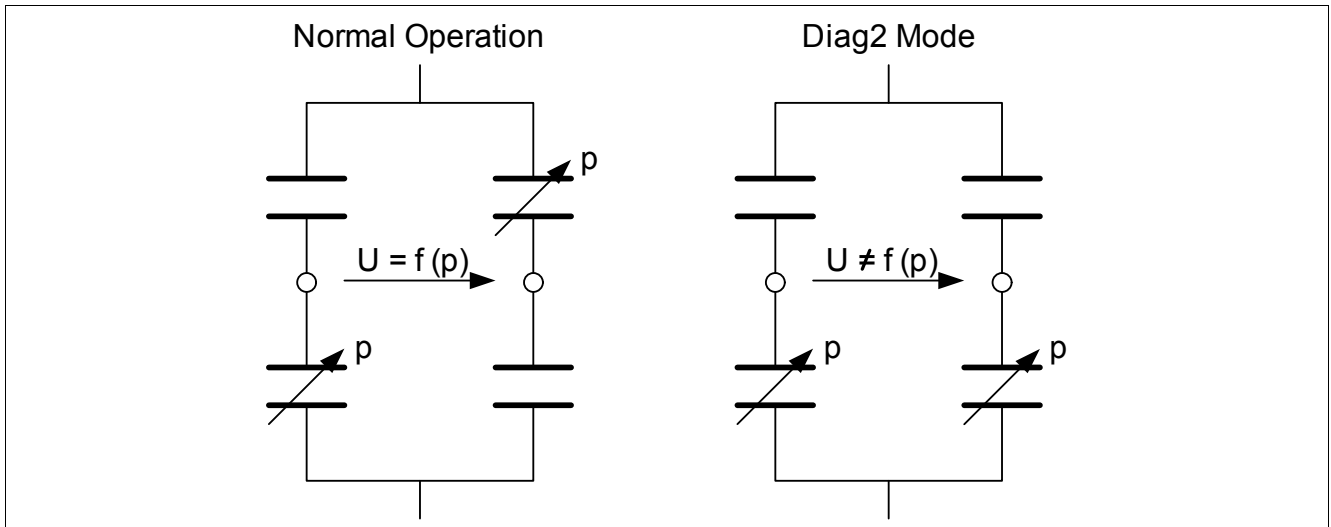 Normal Operation
Diag2 Mode
p
U = f (p)
U ≠ f (p)
p
p
p